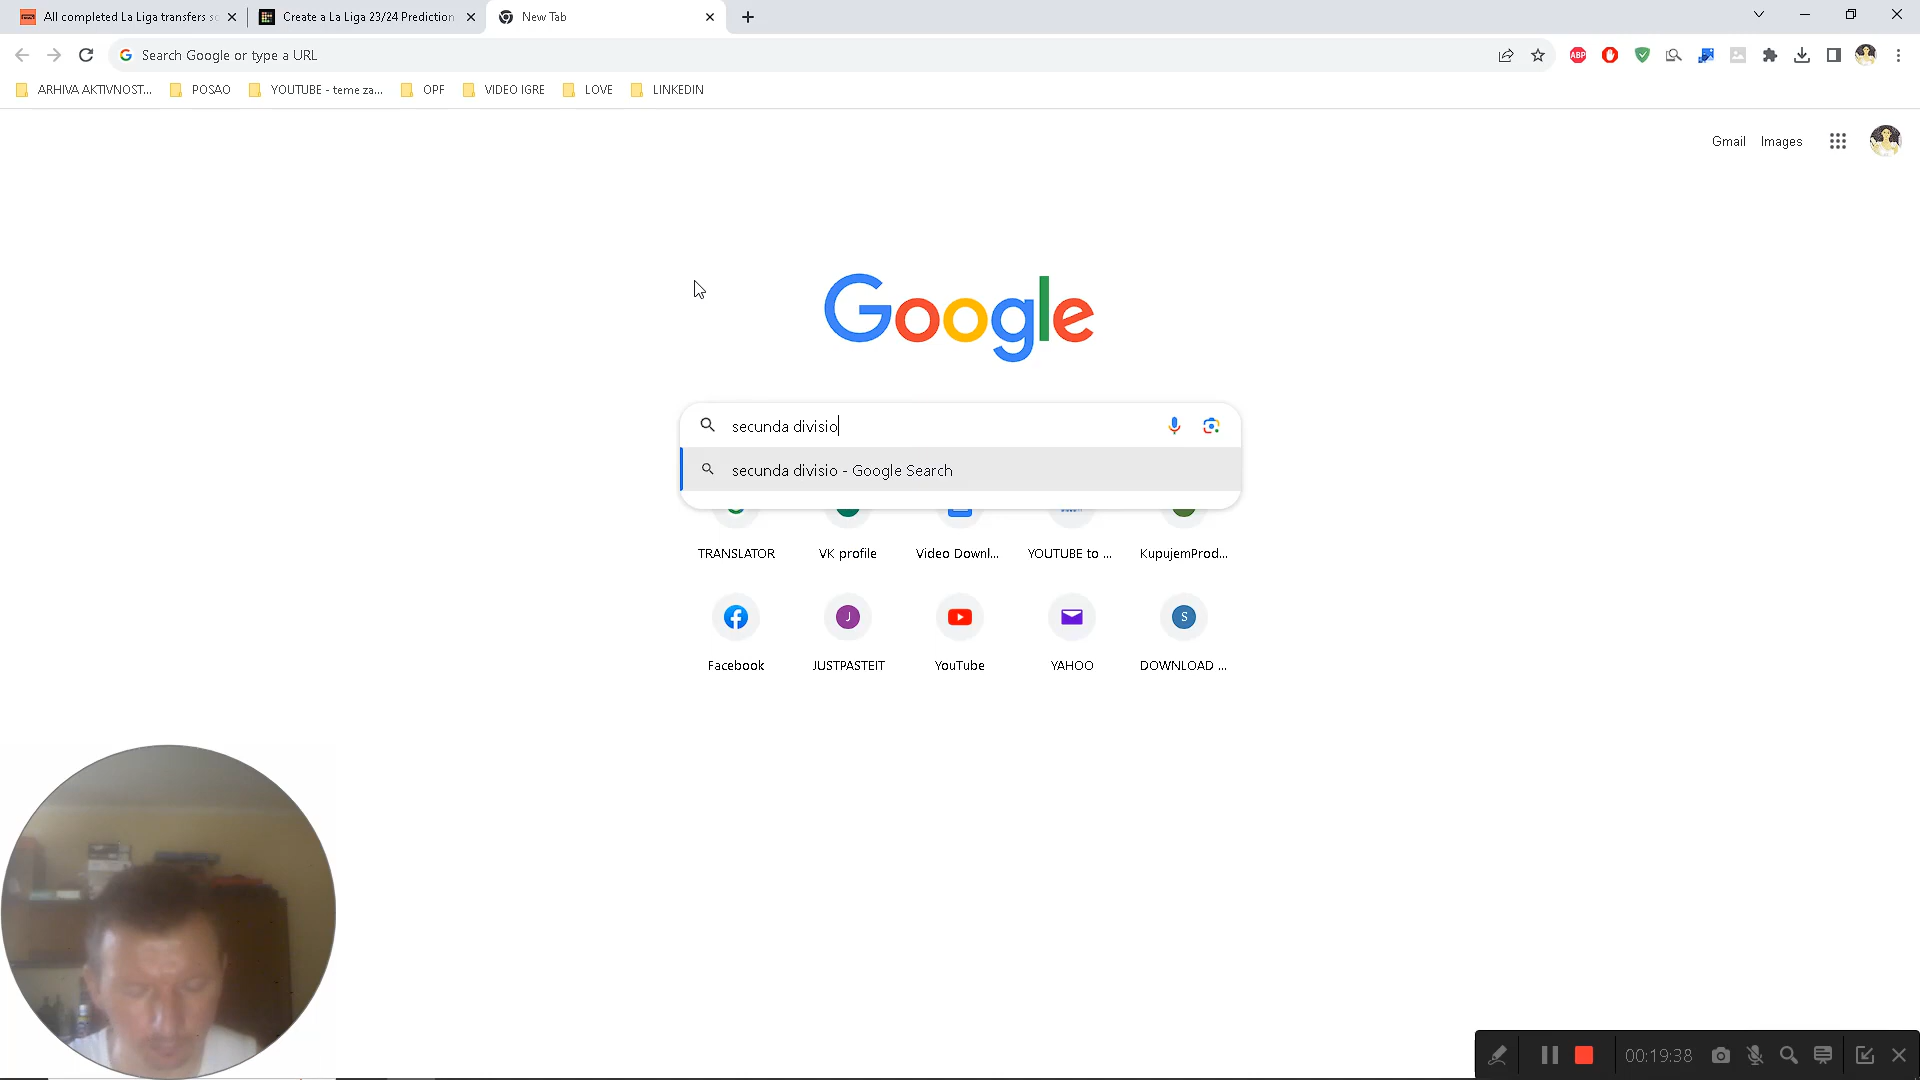 All completed La Liga transfers s
Create a La Liga 23/24 Prediction
New Tab
Search Google or type a URL
ABP
ARHIVA AKTIVNOST...
POSAO
YOUTUBE - teme za...
OPF
VIDEO IGRE
LOVE
LINKEDIN
Gmail
Images
Google
secunda divisio
secunda divisio - Google Search
TRANSLATOR
VK profile
Video Downl...
YOUTUBE to ...
KupujemProd...
J
S
Facebook
JUSTPASTEIT
YouTube
YAHOO
DOWNLOAD ...
00:19:38